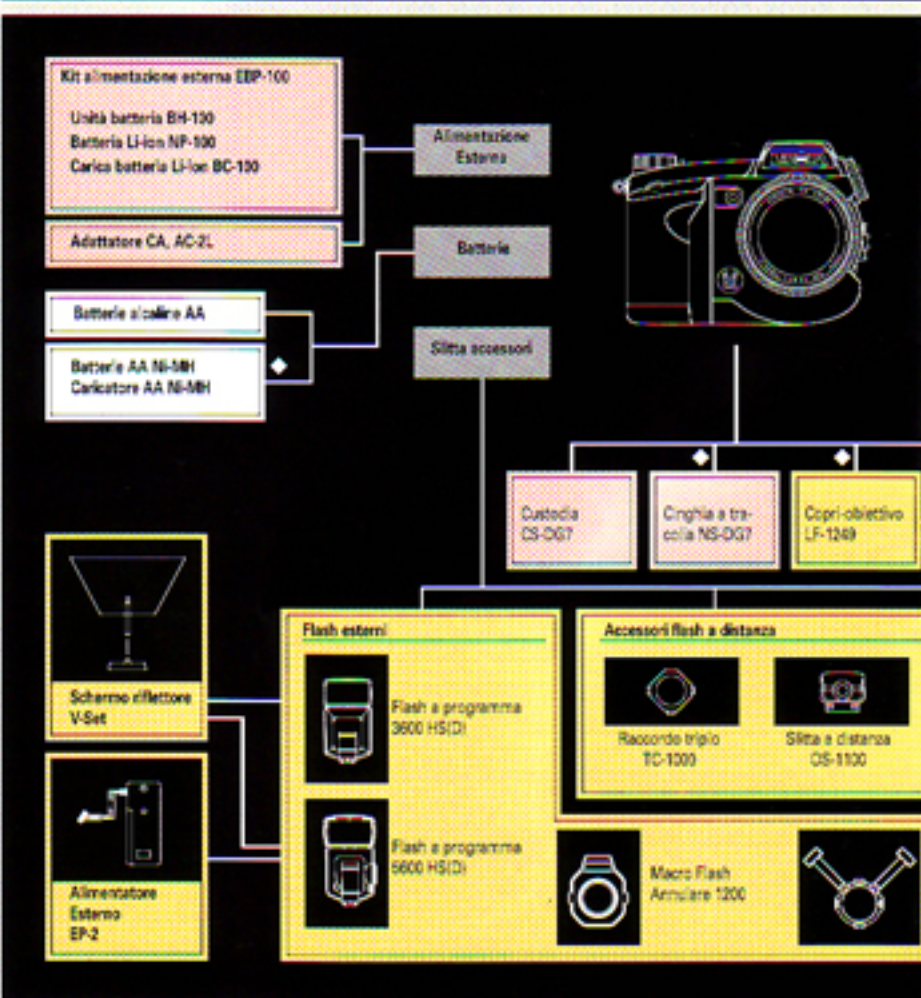 Kit alimentazione esterna EBP-100
Unità batteria BH-100
Batteria Li-ion NP-100
Carica batteria Li-ion BC-100
Adattatore CA, AC-2L
Alimentazione
Esterna
Batterie
Slitta accessori
Batterie alcaline AA
Batterie AA Ni-MH
Caricatore AA Ni-MH
Custodia
CS-DG7
Cinghia a tra-
colla NS-DG7
Copri-obiettivo
LF-1249
Schermo riflettore
V-Set
Alimentatore
Esterno
EP-2
Flash esterni
Flash a programma
3600 HS(D)
Flash a programma
5600 HS(D)
Accessori flash a distanza
Raccordo triplo
TC-1000
Slitta a distanza
OS-1100
Macro Flash
Annulare 1200